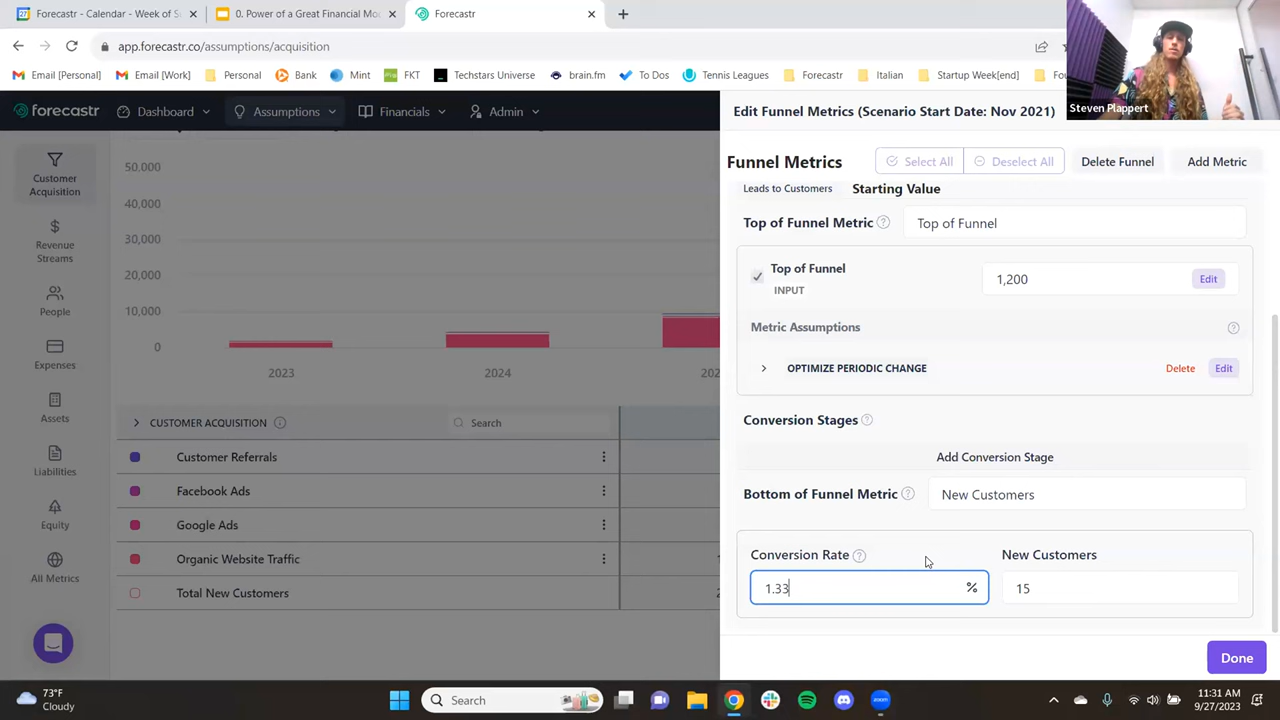 Forecastr - Calendar - Week of S
0. Power of a Great Financial Mo
Forecastr
app.forecastr.co/assumptions/acquisition
Email [Personal]
Email [Work]
Personal
Bank
Mint
FKT
Techstars Universe
brain.fm
To Dos
Tennis Leagues
Forecastr
Italian
Startup Week[end]
Fou
Steven Plappert
forecastr
Dashboard
Assumptions
Financials
Admin
Edit Funnel Metrics (Scenario Start Date: Nov 2021)
Customer
Acquisition
Revenue
Streams
People
Expenses
Assets
Liabilities
Equity
All Metrics
50,000
40,000
30,000
20,000
10,000
0
2023
2024
CUSTOMER ACQUISITION
Search
Customer Referrals
Facebook Ads
Google Ads
Organic Website Traffic
Total New Customers
Funnel Metrics
Select All
Deselect All
Delete Funnel
Add Metric
Leads to Customers
Starting Value
Top of Funnel Metric
Top of Funnel
Top of Funnel
INPUT
1,200
Edit
Metric Assumptions
OPTIMIZE PERIODIC CHANGE
Delete
Edit
Conversion Stages
Add Conversion Stage
Bottom of Funnel Metric
New Customers
Conversion Rate
New Customers
1.33
%
15
Done
73°F
Cloudy
Search
zoom
11:31 AM
9/27/2023